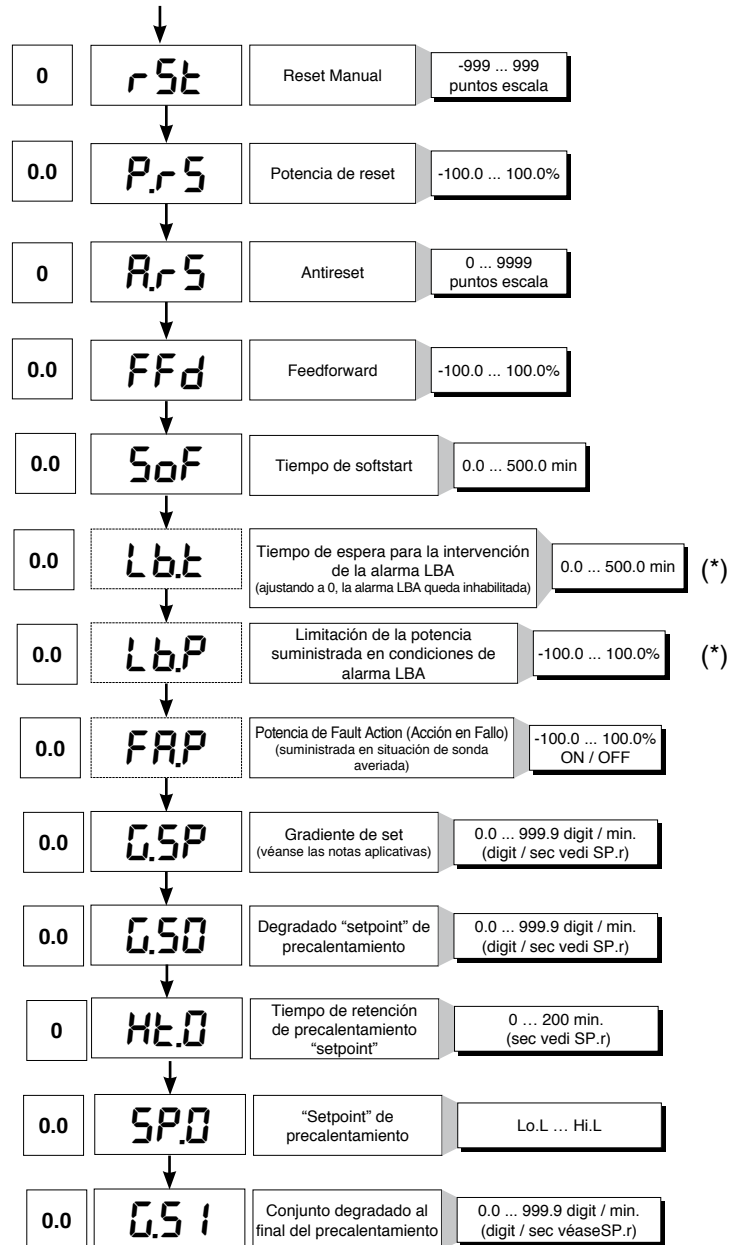 0
rSt
Reset Manual
-999 ... 999
puntos escala
0.0
P.rS
Potencia de reset
-100.0 ... 100.0%
0
A.rS
Antireset
0 ... 9999
puntos escala
0.0
FFd
Feedforward
-100.0 ... 100.0%
0.0
SoF
Tiempo de softstart
0.0 ... 500.0 min
0.0
Lb.t
Tiempo de espera para la intervención
de la alarma LBA
(ajustando a 0, la alarma LBA queda inhabilitada)
0.0 ... 500.0 min
(*)
0.0
Lb.P
Limitación de la potencia
suministrada en condiciones de
alarma LBA
-100.0 ... 100.0%
(*)
0.0
FA.P
Potencia de Fault Action (Acción en Fallo)
(suministrada en situación de sonda
averiada)
-100.0 ... 100.0%
ON / OFF
0.0
G.SP
Gradiente de set
(véanse las notas aplicativas)
0.0 ... 999.9 digit / min.
(digit / sec vedi SP.r)
0.0
G.S0
Degradado “setpoint” de
precalentamiento
0.0 ... 999.9 digit / min.
(digit / sec vedi SP.r)
0
Ht.0
Tiempo de retención
de precalentamiento
“setpoint”
0 … 200 min.
(sec vedi SP.r)
0.0
SP.0
“Setpoint” de
precalentamiento
Lo.L … Hi.L
0.0
G.S1
Conjunto degradado al
final del precalentamiento
0.0 ... 999.9 digit / min.
(digit / sec véaseSP.r)